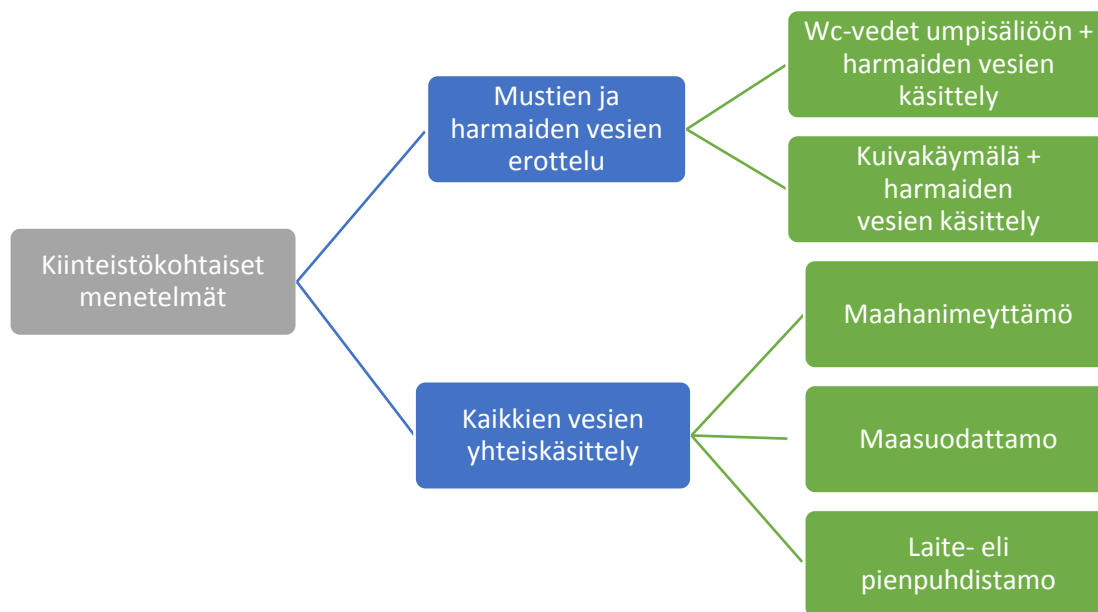 Wc-vedet umpisäliöön +
harmaiden vesien
käsittely
Mustien ja
harmaiden vesien
erottelu
Kuivakäymälä +
harmaiden
vesien käsittely
Kiinteistökohtaiset
menetelmät
Maahanimeyttämö
Kaikkien vesien
yhteiskäsittely
Maasuodattamo
Laite- eli
pienpuhdistamo